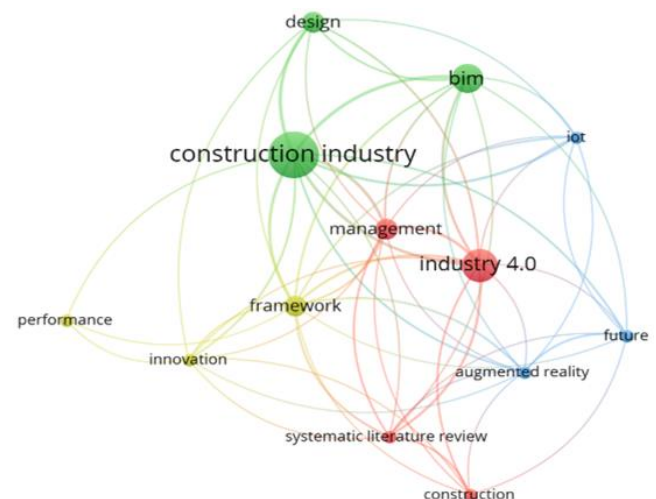 design
bim
iot
construction industry
management
industry 4.0
framework
performance
future
innovation
augmented reality
systematic literature review
construction